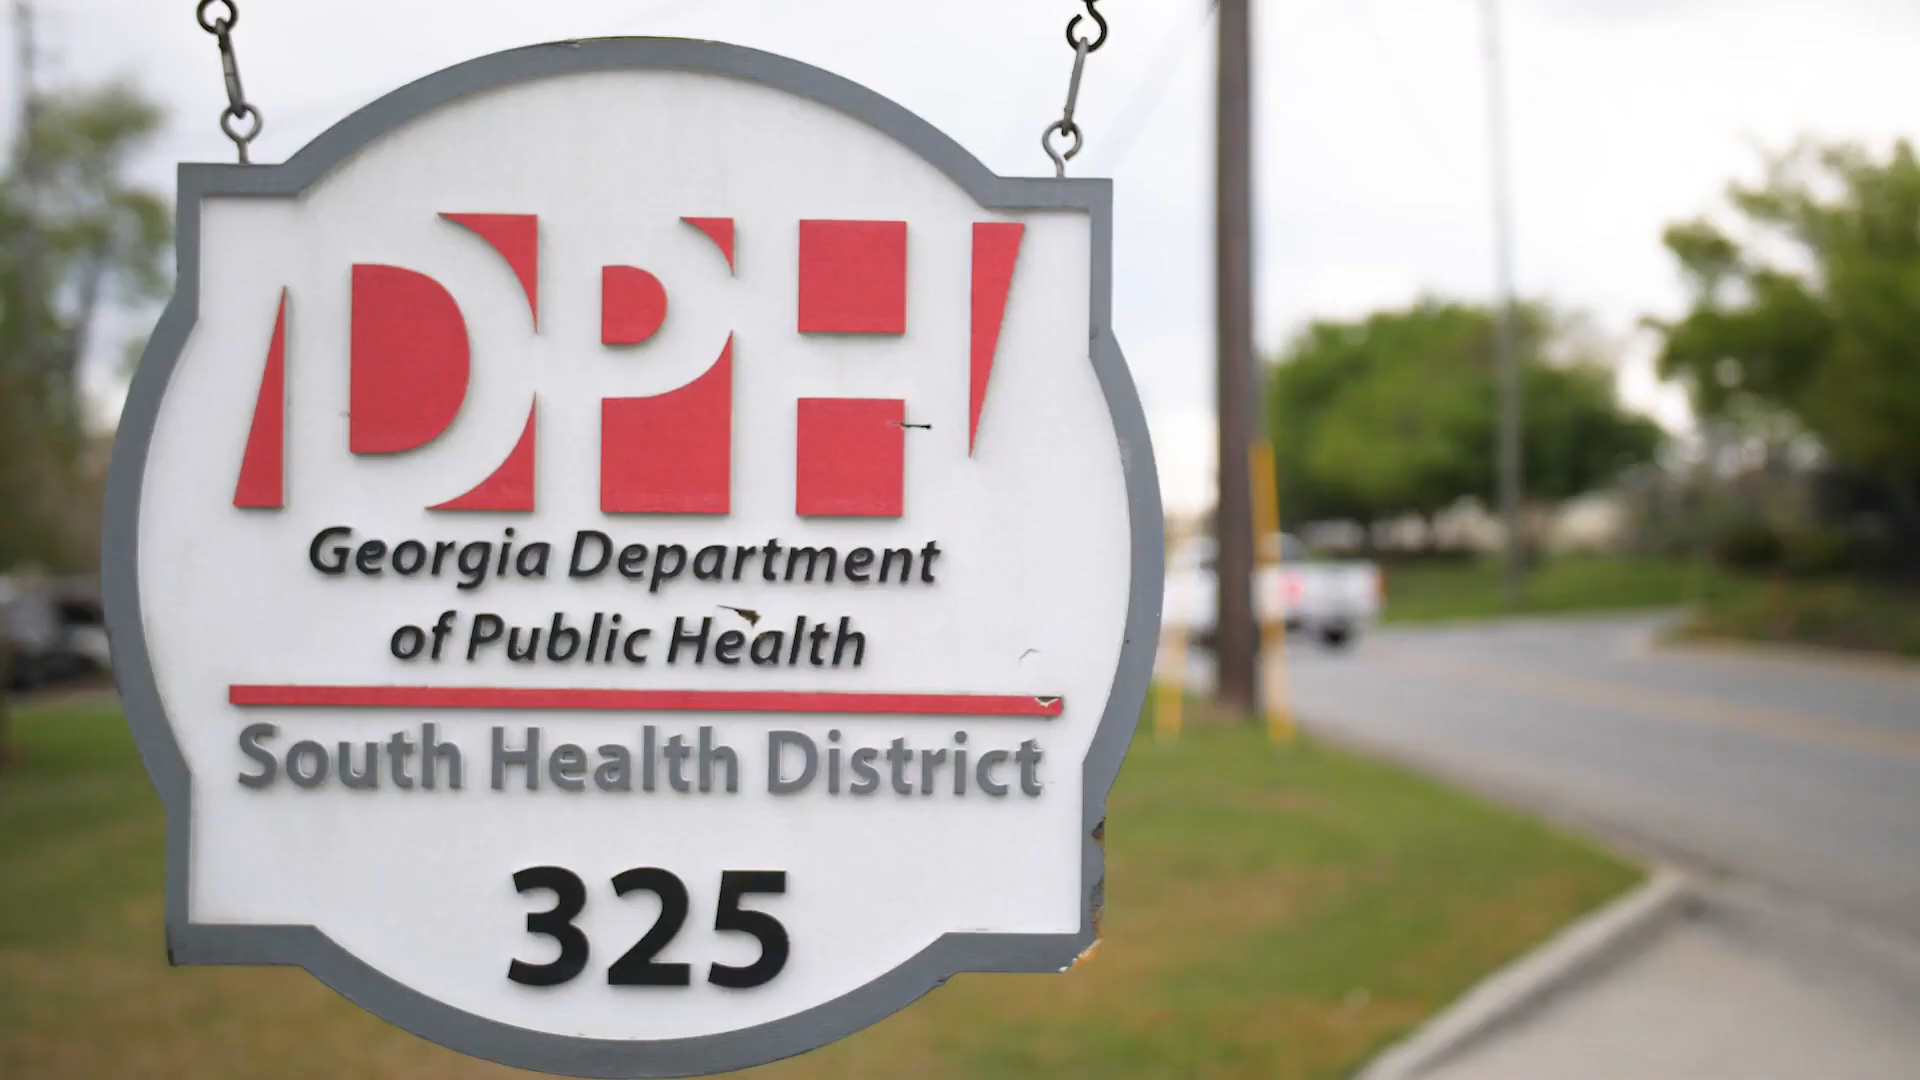 DPH
Georgia Department
of Public Health
South Health District
325